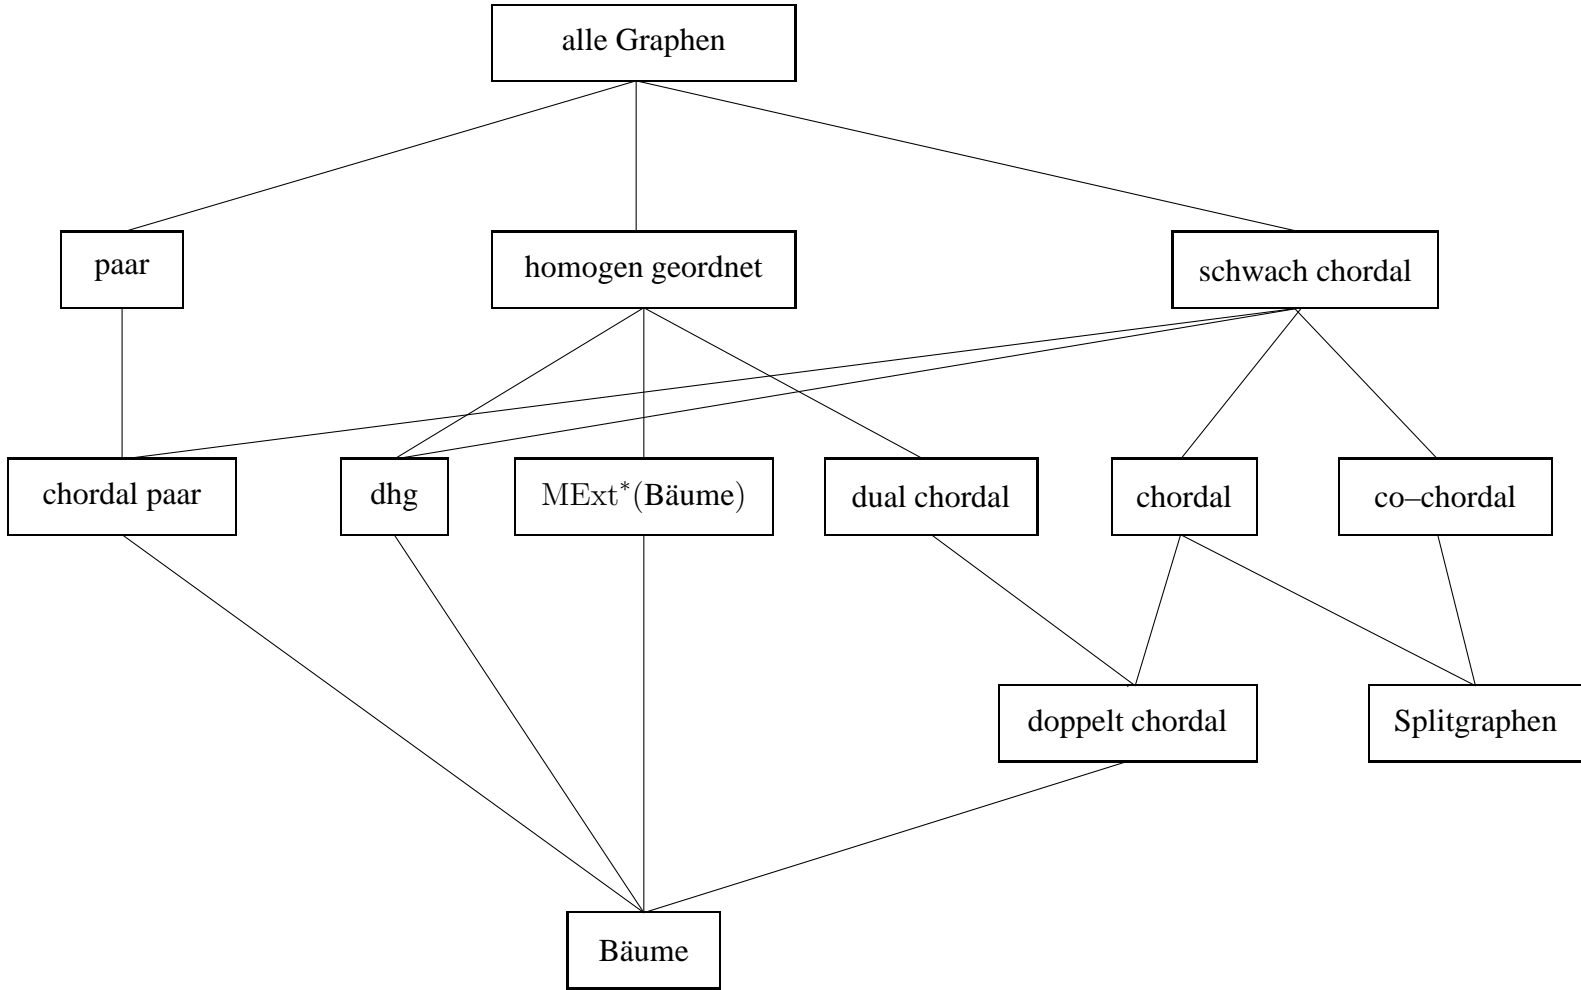 alle Graphen
paar
homogen geordnet
schwach chordal
chordal paar
dhg
MExt*(Bäume)
dual chordal
chordal
co–chordal
doppelt chordal
Splitgraphen
Bäume